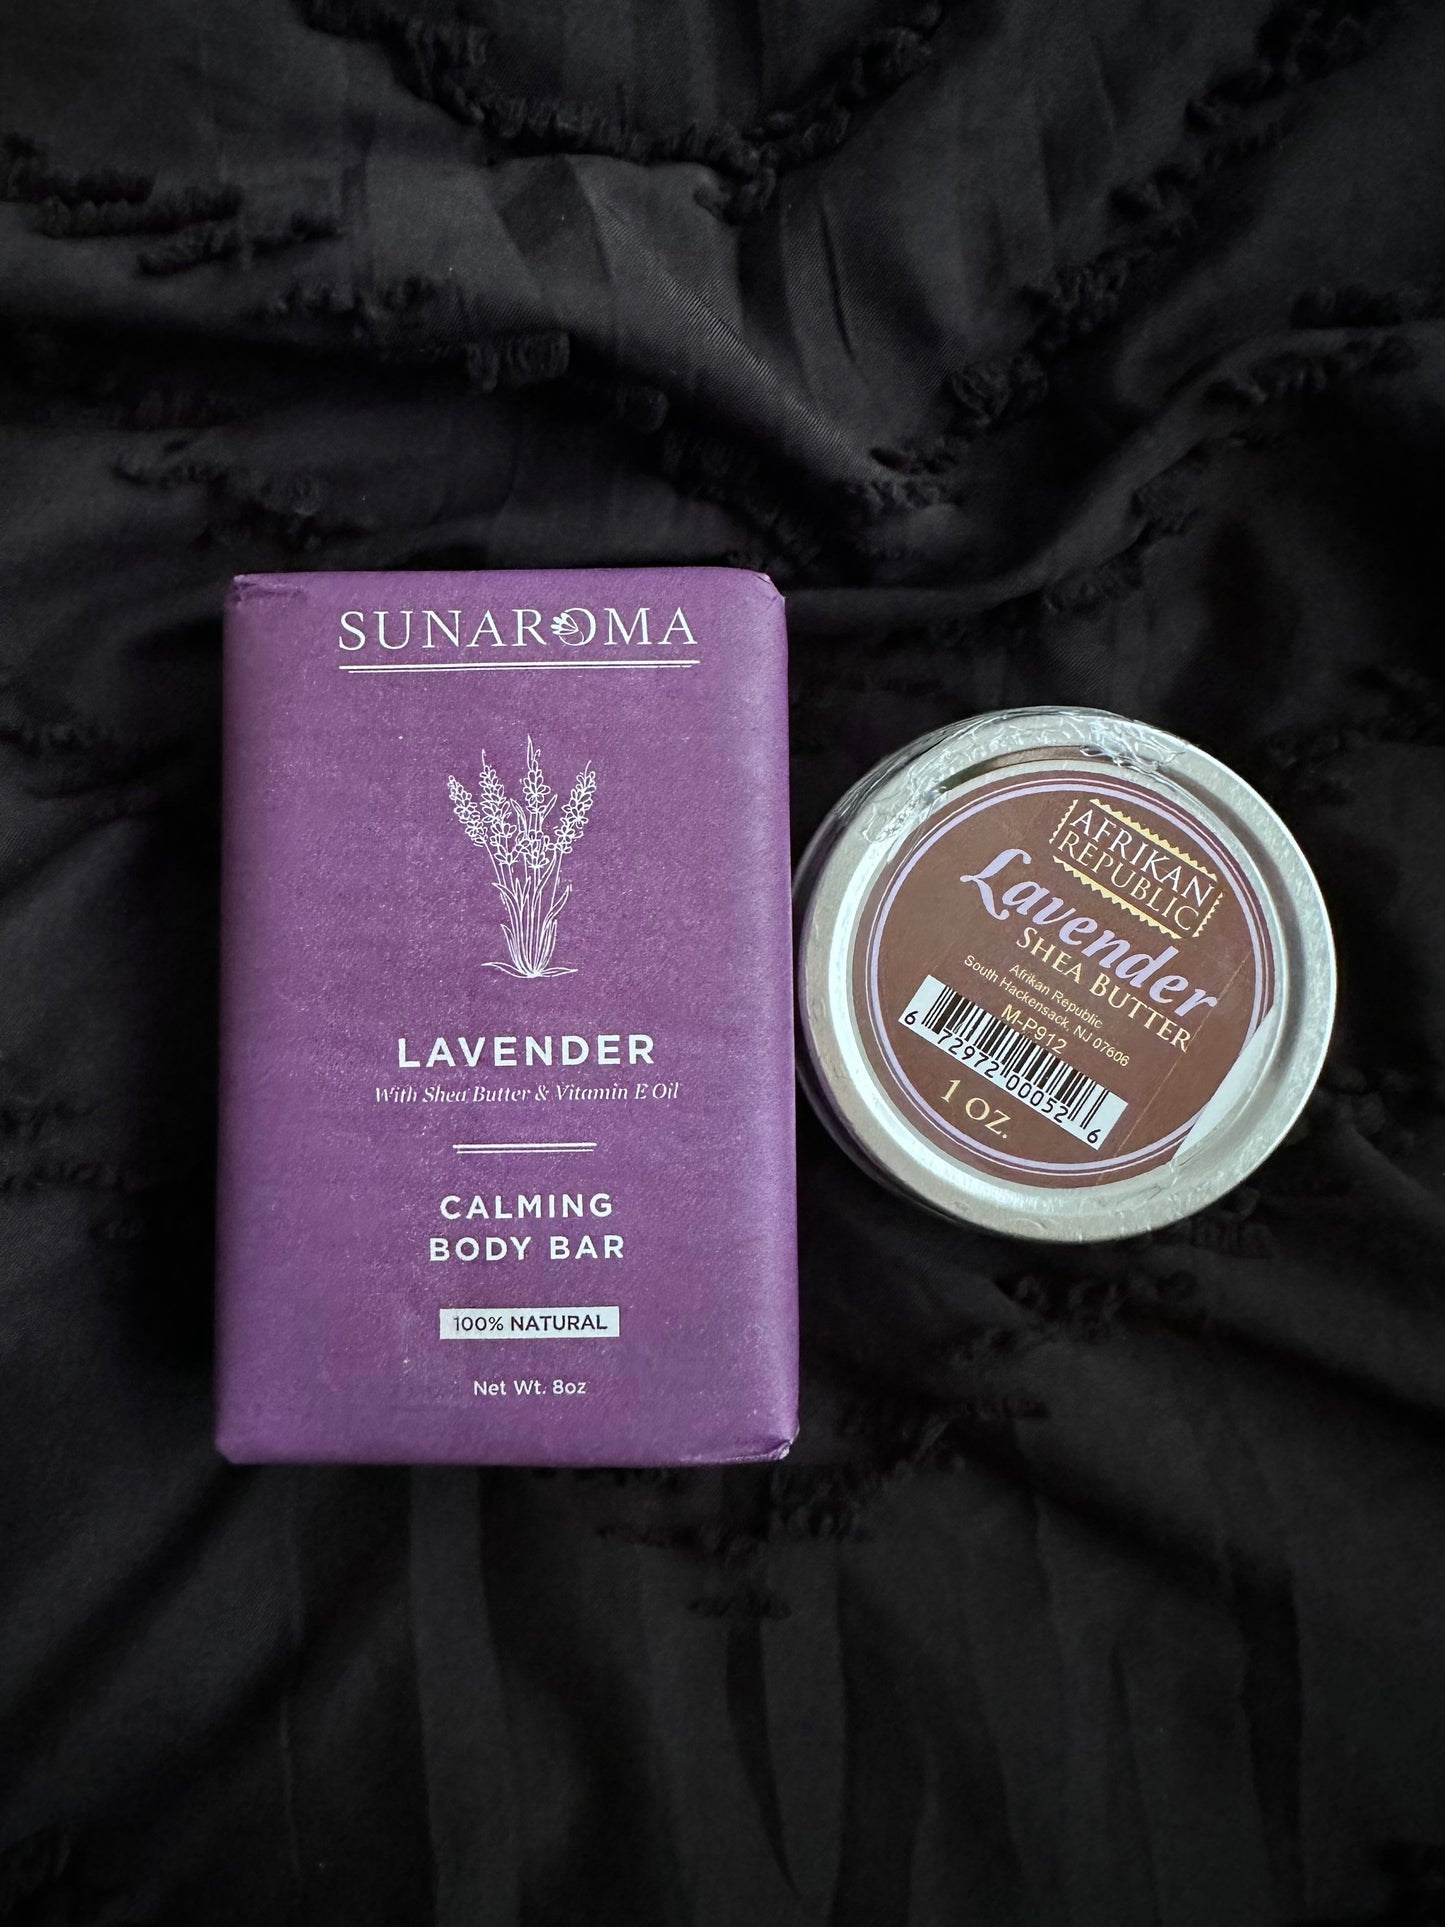 SUNAROMA
LAVENDER
With Shea Butter & Vitamin E Oil
CALMING
BODY BAR
100% NATURAL
Net Wt. 8oz
AFRIKAN
REPUBLIC
Lavender
SHEA BUTTER
Afrikan Republic
South Hackensack, NJ 07606
M-P912
6 72972 00052 6
1 OZ.